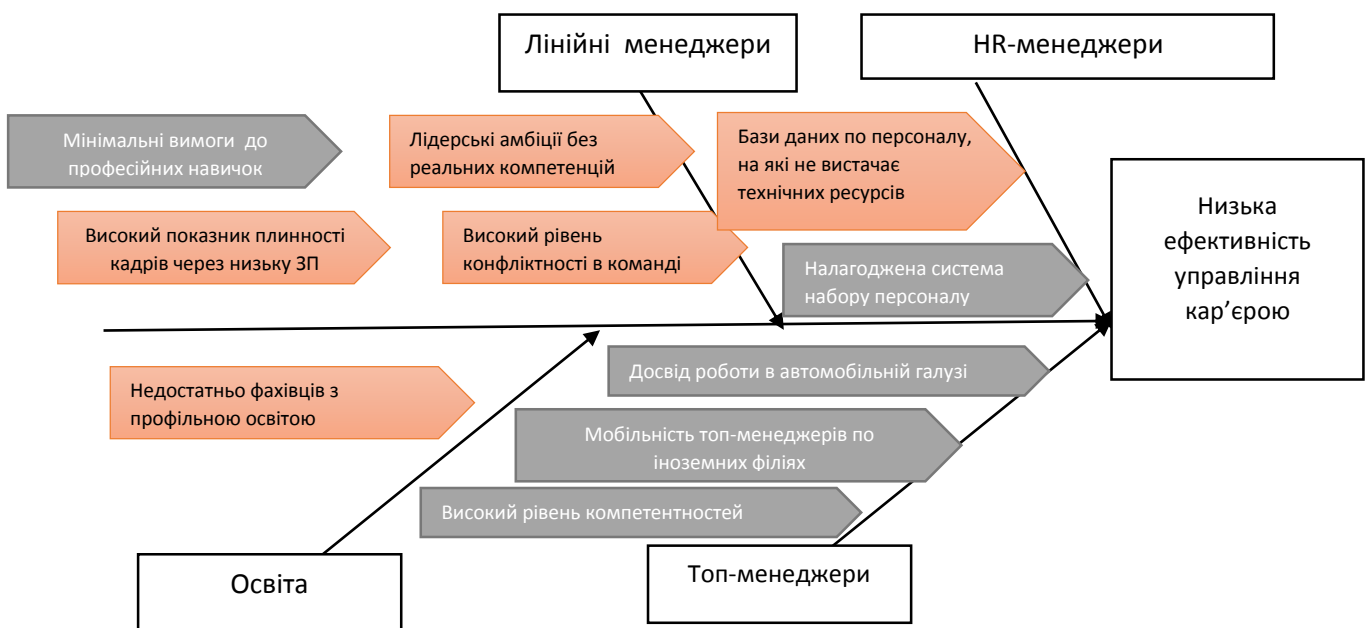 Лінійні менеджери
HR-менеджери
Мінімальні вимоги до
професійних навичок
Лідерські амбіції без
реальних компетенцій
Бази даних по персоналу,
на які не вистачає
технічних ресурсів
Високий показник плинності
кадрів через низьку ЗП
Високий рівень
конфліктності в команді
Налагоджена система
набору персоналу
Низька
ефективність
управління
кар’єрою
Недостатньо фахівців з
профільною освітою
Досвід роботи в автомобільній галузі
Мобільність топ-менеджерів по
іноземних філіях
Високий рівень компетентностей
Освіта
Топ-менеджери